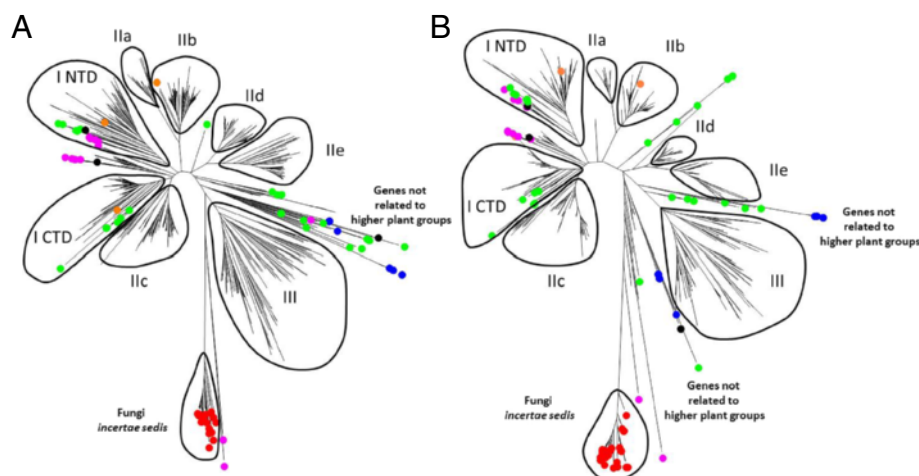 A
IIa
IIb
I NTD
IId
IIe
Genes not
related to
higher plant groups
I CTD
IIc
III
Fungi
incertae sedis
B
I NTD
IIa
IIb
IId
IIe
Genes not
related to
higher plant groups
I CTD
IIc
III
Genes not
related to
higher plant groups
Fungi
incertae sedis